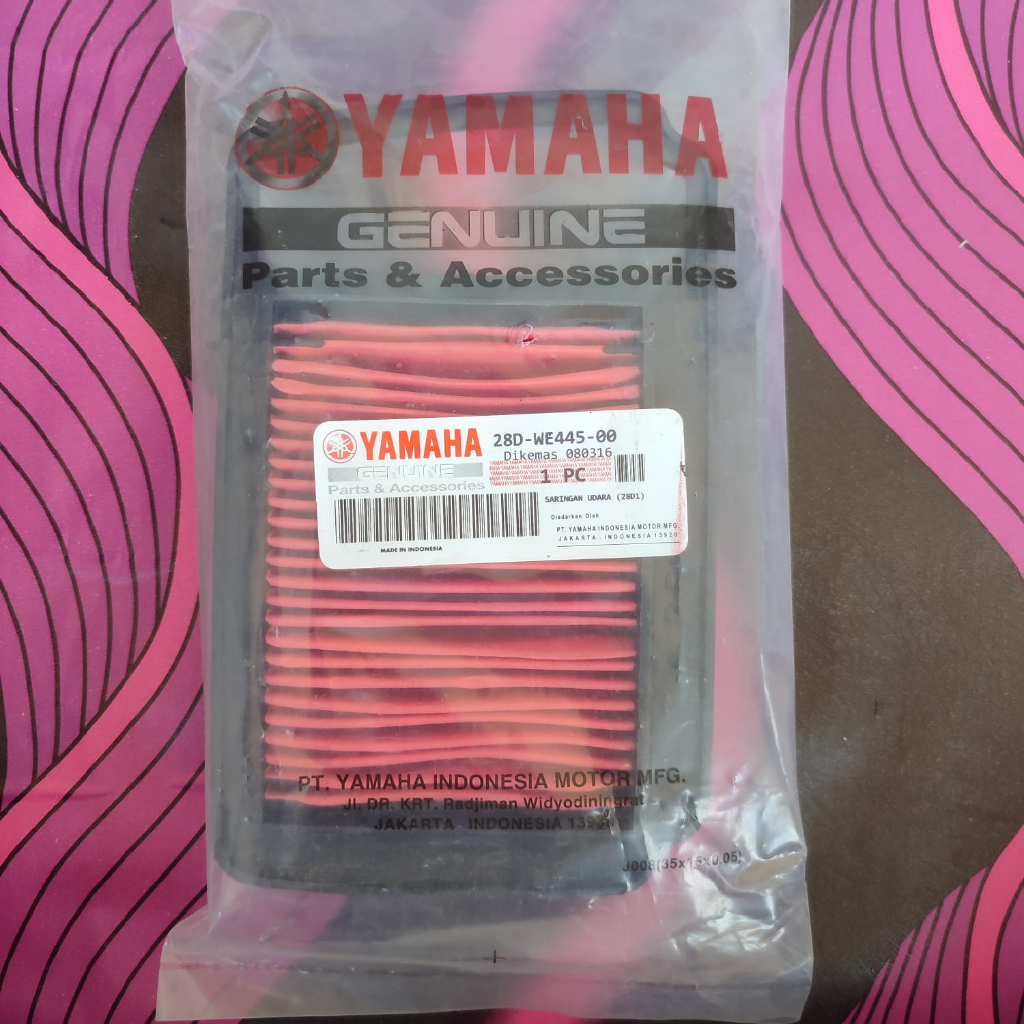 YAMAHA
GENUINE
Parts & Accessories
YAMAHA 28D-WE445-00
Dikemas 080316
GENUINE
1 PC
Parts & Accessories
SARINGAN UDARA (28D1)
Diedarkan Oleh
PT. YAMAHA INDONESIA MOTOR MFG.
JAKARTA - INDONESIA 13920
MADE IN INDONESIA
PT. YAMAHA INDONESIA MOTOR MFG.
Jl. DR. KRT. Radjiman Widyodiningrat
JAKARTA - INDONESIA